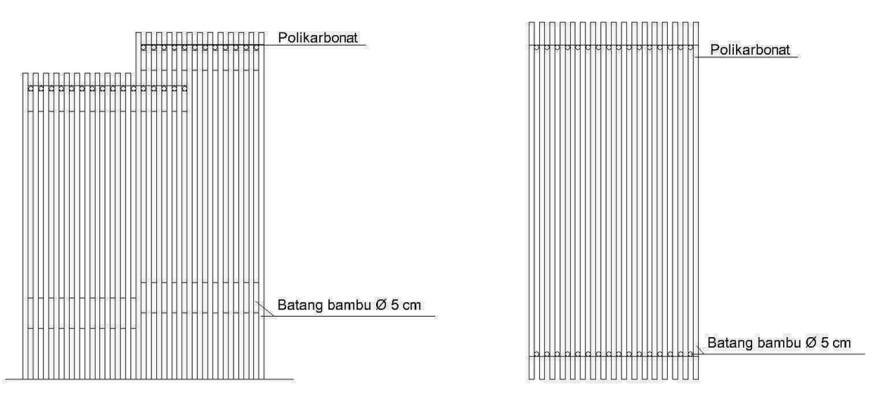 Polikarbonat
Batang bambu Ø 5 cm
Polikarbonat
Batang bambu Ø 5 cm